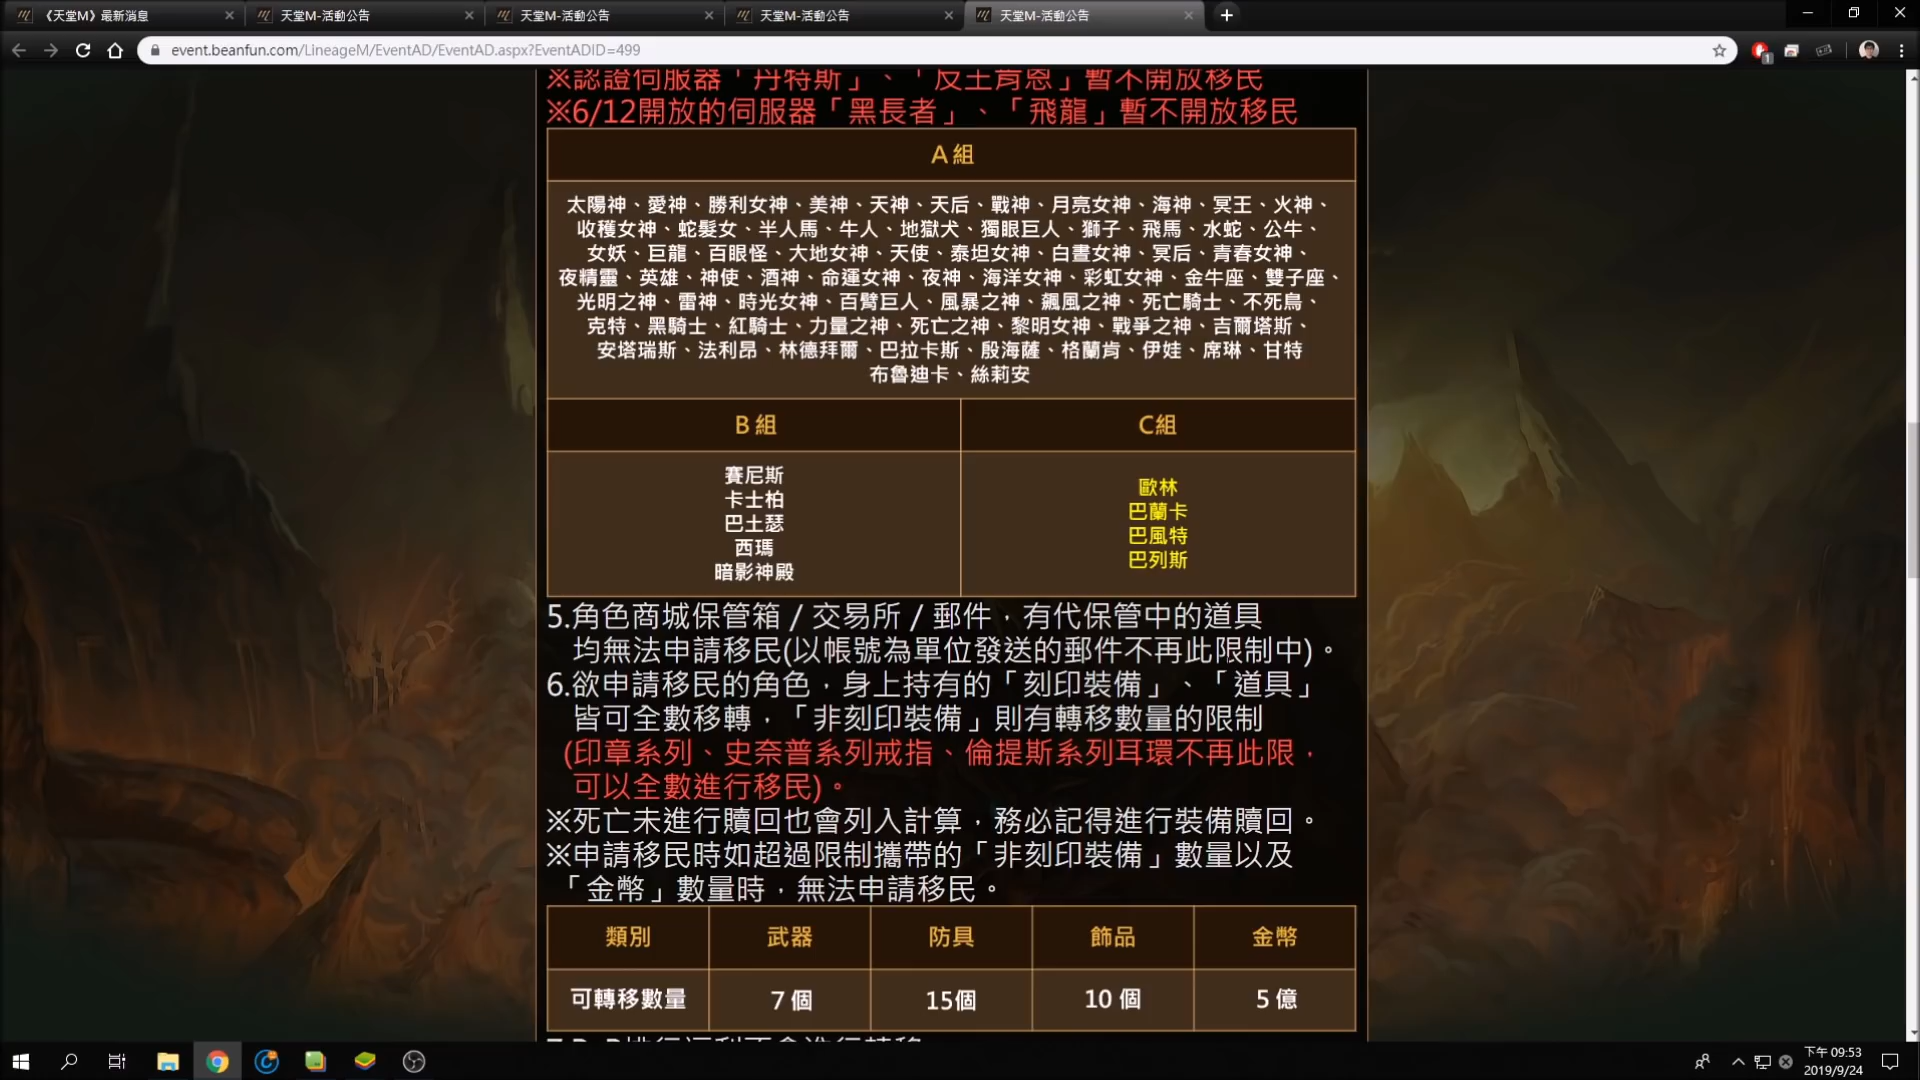 《天堂M》最新消息
天堂M-活動公告
天堂M-活動公告
天堂M-活動公告
天堂M-活動公告
event.beanfun.com/LineageM/EventAD/EventAD.aspx?EventADID=499
※認證伺服器「丹特斯」、「反王肯恩」暫不開放移民
※6/12開放的伺服器「黑長者」、「飛龍」暫不開放移民
A 組
太陽神、愛神、勝利女神、美神、天神、天后、戰神、月亮女神、海神、冥王、火神、
收穫女神、蛇髮女、半人馬、牛人、地獄犬、獨眼巨人、獅子、飛馬、水蛇、公牛、
女妖、巨龍、百眼怪、大地女神、天使、泰坦女神、白晝女神、冥后、青春女神、
夜精靈、英雄、神使、酒神、命運女神、夜神、海洋女神、彩虹女神、金牛座、雙子座、
光明之神、雷神、時光女神、百臂巨人、風暴之神、飆風之神、死亡騎士、不死鳥、
克特、黑騎士、紅騎士、力量之神、死亡之神、黎明女神、戰爭之神、吉爾塔斯、
安塔瑞斯、法利昂、林德拜爾、巴拉卡斯、殷海薩、格蘭肯、伊娃、席琳、甘特
布魯迪卡、絲莉安
B 組
C組
賽尼斯
卡士柏
巴土瑟
西瑪
暗影神殿
歐林
巴蘭卡
巴風特
巴列斯
5.角色商城保管箱 / 交易所 / 郵件，有代保管中的道具
均無法申請移民(以帳號為單位發送的郵件不再此限制中)。
6.欲申請移民的角色，身上持有的「刻印裝備」、「道具」
皆可全數移轉，「非刻印裝備」則有轉移數量的限制
(印章系列、史奈普系列戒指、倫提斯系列耳環不再此限，
可以全數進行移民)。
※死亡未進行贖回也會列入計算，務必記得進行裝備贖回。
※申請移民時如超過限制攜帶的「非刻印裝備」數量以及
「金幣」數量時，無法申請移民。
類別 武器 防具 飾品 金幣
可轉移數量 7 個 15個 10 個 5 億
下午 09:53
2019/9/24